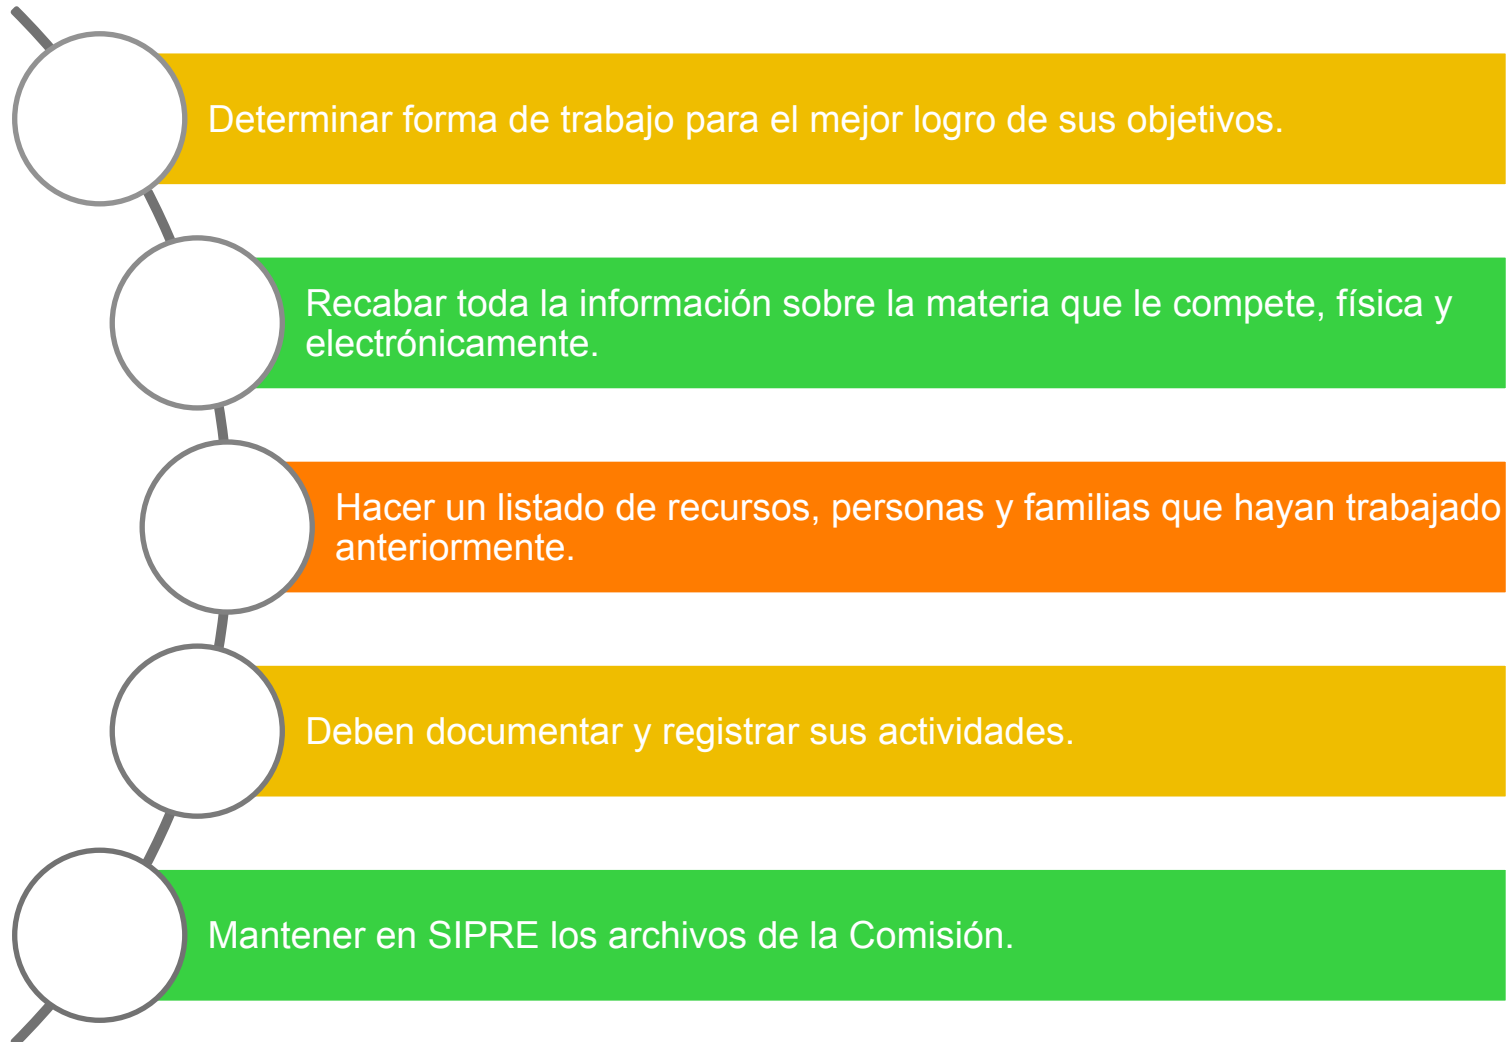 Determinar forma de trabajo para el mejor logro de sus objetivos.
Recabar toda la información sobre la materia que le compete, física y
electrónicamente.
Hacer un listado de recursos, personas y familias que hayan trabajado
anteriormente.
Deben documentar y registrar sus actividades.
Mantener en SIPRE los archivos de la Comisión.